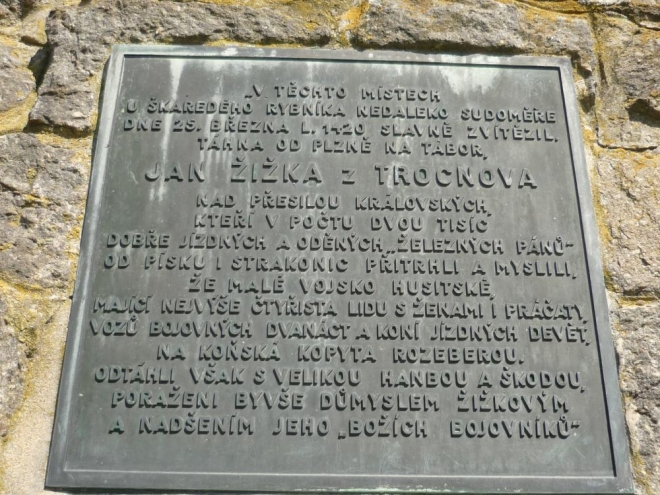 „V TĚCHTO MÍSTECH
U ŠKAREDÉHO RYBNÍKA NEDALEKO SUDOMĚŘE
DNE 25. BŘEZNA L. 1420, SLAVNĚ ZVÍTĚZIL,
TÁHNA OD PLZNĚ NA TÁBOR,
JAN ŽIŽKA Z TROCNOVA
NAD PŘESILOU KRÁLOVSKÝCH,
KTEŘÍ V POČTU DVOU TISÍC
DOBŘE JÍZDNÝCH A ODĚNÝCH „ŽELEZNÝCH PÁNŮ“
OD PÍSKU I STRAKONIC PŘITRHLI A MYSLILI,
ŽE MALÉ VOJSKO HUSITSKÉ,
MAJÍCÍ NEJVÝŠE ČTYŘISTA LIDU S ŽENAMI I PRÁČATY,
VOZŮ BOJOVNÝCH DVANÁCT A KONÍ JÍZDNÝCH DEVĚT,
NA KOŇSKÁ KOPYTA ROZEBEROU.
ODTÁHLI VŠAK S VELIKOU HANBOU A ŠKODOU,
PORAŽENI BYVŠE DŮMYSLEM ŽIŽKOVÝM
A NADŠENÍM JEHO „BOŽÍCH BOJOVNÍKŮ“